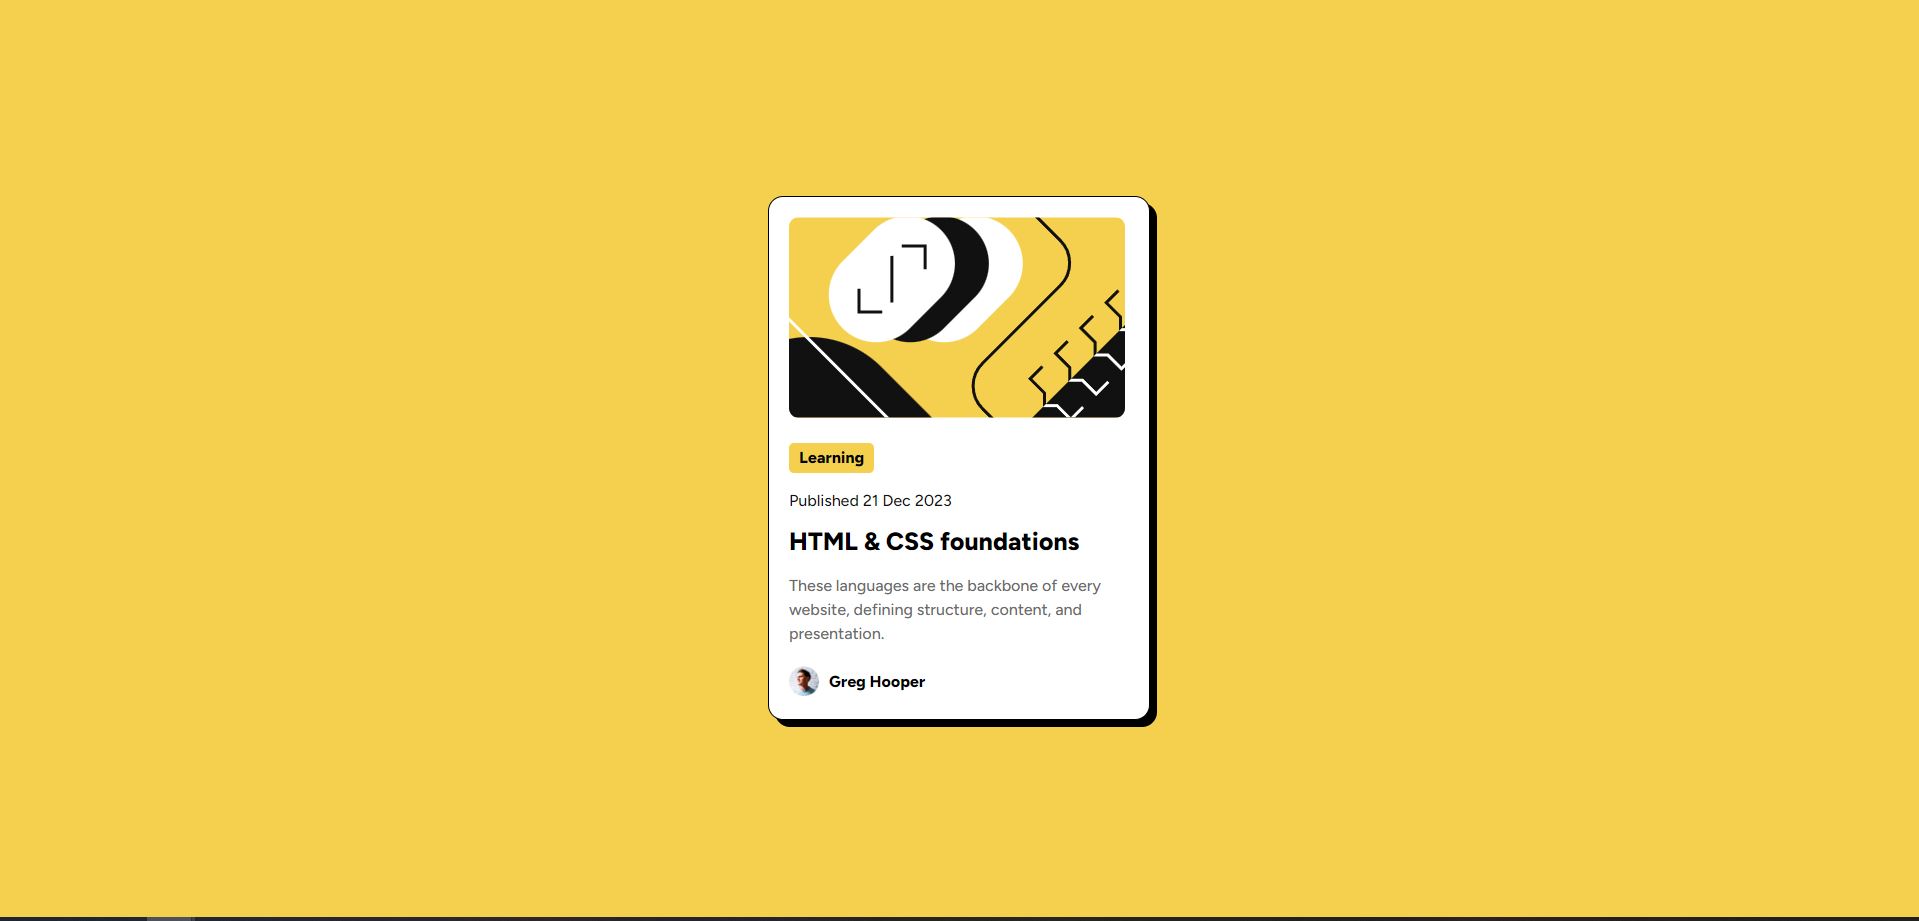 Learning
Published 21 Dec 2023
HTML & CSS foundations
These languages are the backbone of every
website, defining structure, content, and
presentation.
Greg Hooper